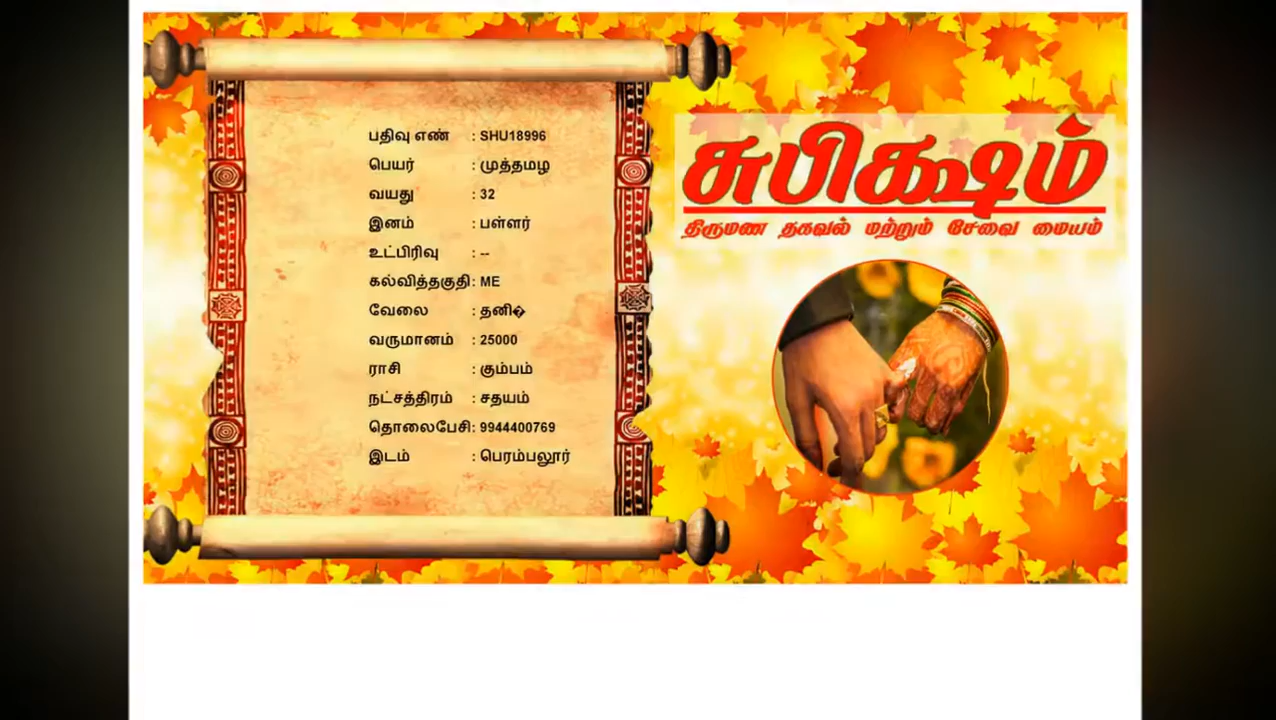 பதிவு எண் : SHU18996
பெயர் : முத்தமழ
வயது : 32
இனம் : பள்ளர்
உட்பிரிவு : --
கல்வித்தகுதி : ME
வேலை : தனி�
வருமானம் : 25000
ராசி : கும்பம்
நட்சத்திரம் : சதயம்
தொலைபேசி : 9944400769
இடம் : பெரம்பலூர்
சுபிக்ஷம்
திருமண தகவல் மற்றும் சேவை மையம்